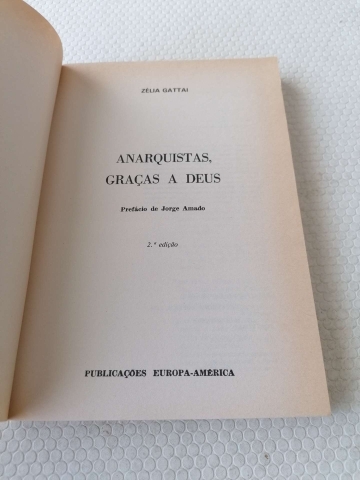 ZÉLIA GATTAI
ANARQUISTAS,
GRAÇAS A DEUS
Prefácio de Jorge Amado
2.ª edição
PUBLICAÇÕES EUROPA-AMÉRICA